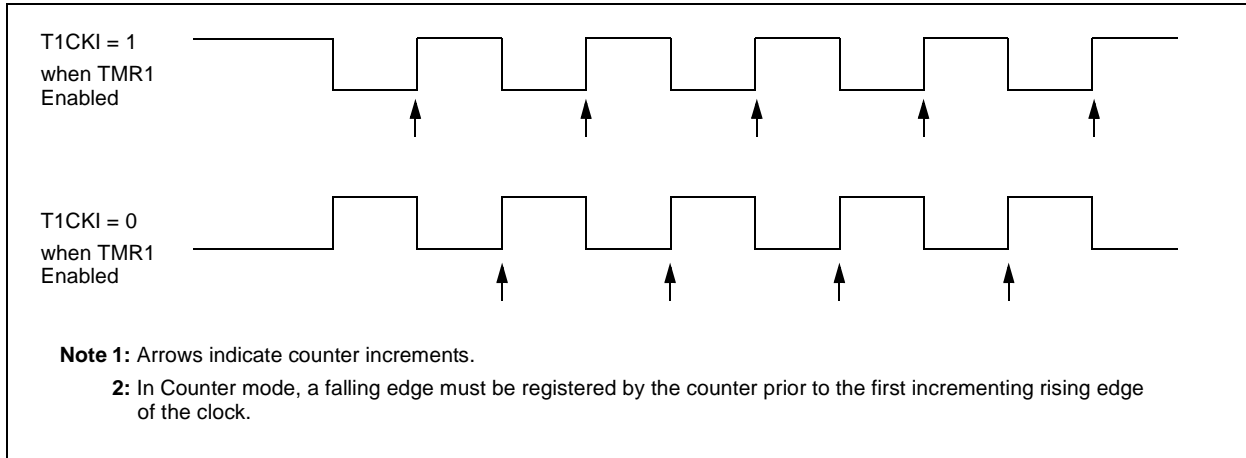 T1CKI = 1
when TMR1
Enabled
T1CKI = 0
when TMR1
Enabled
Note 1: Arrows indicate counter increments.
2: In Counter mode, a falling edge must be registered by the counter prior to the first incrementing rising edge
of the clock.